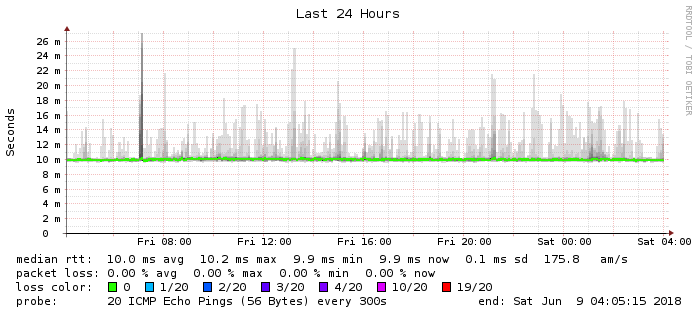 Last 24 Hours
RRDTOOL / TOBI OETIKER
Seconds
26 m
24 m
22 m
20 m
18 m
16 m
14 m
12 m
10 m
8 m
6 m
4 m
2 m
0
Fri 08:00 Fri 12:00 Fri 16:00 Fri 20:00 Sat 00:00 Sat 04:00
median rtt: 10.0 ms avg 10.2 ms max 9.9 ms min 9.9 ms now 0.1 ms sd 175.8 am/s
packet loss: 0.00 % avg 0.00 % max 0.00 % min 0.00 % now
loss color: 0 1/20 2/20 3/20 4/20 10/20 19/20
probe: 20 ICMP Echo Pings (56 Bytes) every 300s end: Sat Jun 9 04:05:15 2018